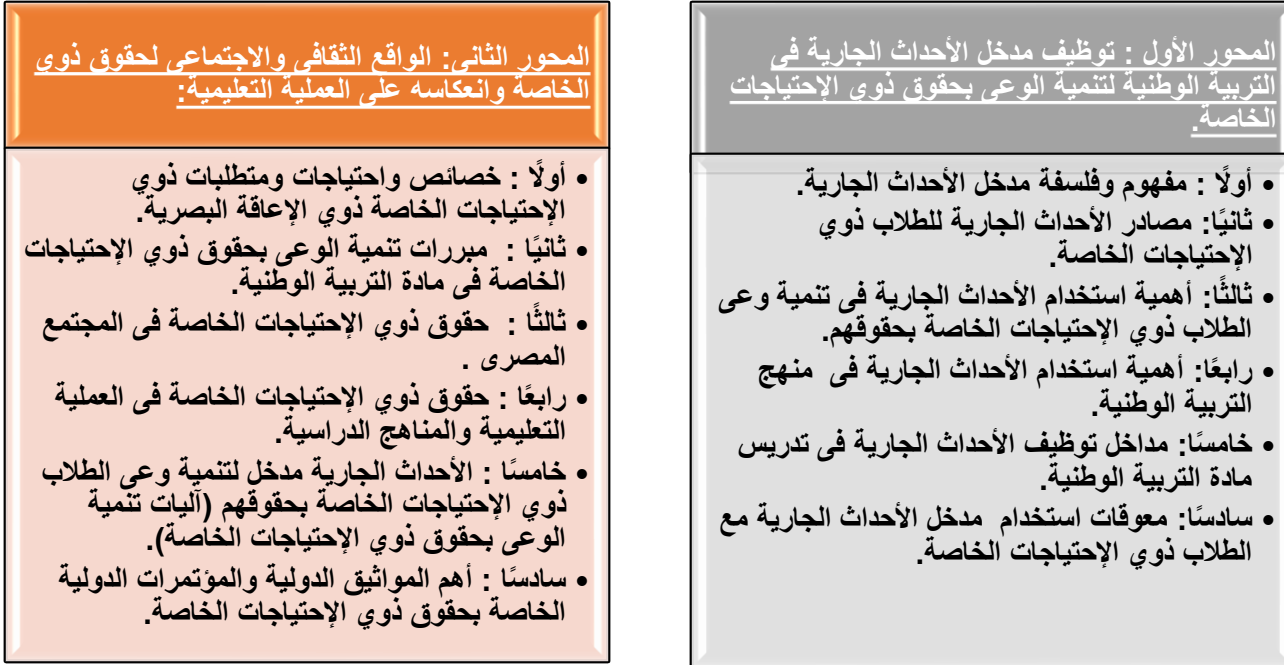 المحور الأول : توظيف مدخل الأحداث الجارية فى
التربية الوطنية لتنمية الوعى بحقوق ذوي الإحتياجات
الخاصة.
• أولًا : مفهوم وفلسفة مدخل الأحداث الجارية.
• ثانيًا: مصادر الأحداث الجارية للطلاب ذوي
الإحتياجات الخاصة.
• ثالثًا: أهمية استخدام الأحداث الجارية فى تنمية وعى
الطلاب ذوي الإحتياجات الخاصة بحقوقهم.
• رابعًا: أهمية استخدام الأحداث الجارية فى منهج
التربية الوطنية.
• خامسًا: مداخل توظيف الأحداث الجارية فى تدريس
مادة التربية الوطنية.
• سادسًا: معوقات استخدام مدخل الأحداث الجارية مع
الطلاب ذوي الإحتياجات الخاصة.
المحور الثانى: الواقع الثقافى والاجتماعى لحقوق ذوي
الخاصة وانعكاسه على العملية التعليمية:
• أولًا : خصائص واحتياجات ومتطلبات ذوي
الإحتياجات الخاصة ذوي الإعاقة البصرية.
• ثانيًا : مبررات تنمية الوعى بحقوق ذوي الإحتياجات
الخاصة فى مادة التربية الوطنية.
• ثالثًا : حقوق ذوي الإحتياجات الخاصة فى المجتمع
المصرى .
• رابعًا : حقوق ذوي الإحتياجات الخاصة فى العملية
التعليمية والمناهج الدراسية.
• خامسًا : الأحداث الجارية مدخل لتنمية وعى الطلاب
ذوي الإحتياجات الخاصة بحقوقهم (آليات تنمية
الوعى بحقوق ذوي الإحتياجات الخاصة).
• سادسًا : أهم المواثيق الدولية والمؤتمرات الدولية
الخاصة بحقوق ذوي الإحتياجات الخاصة.